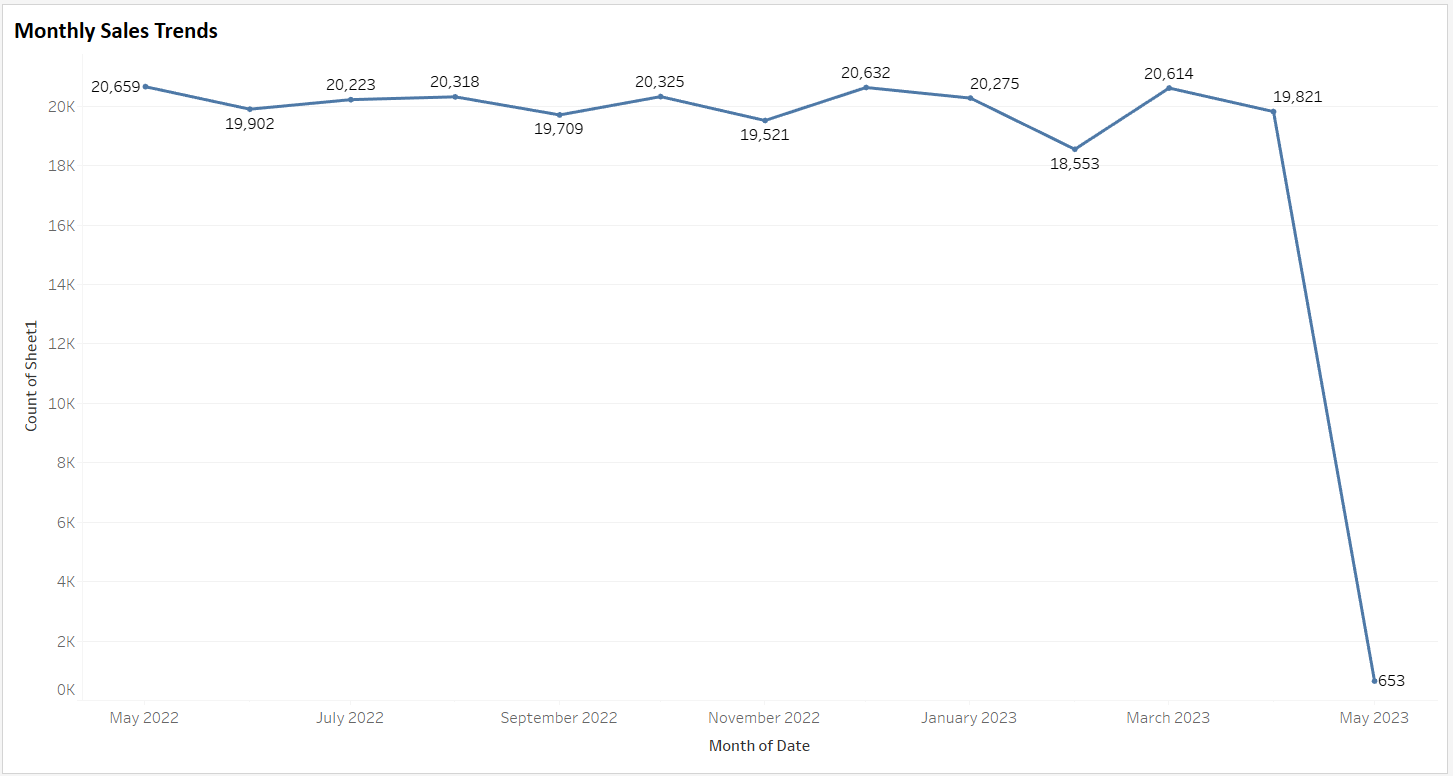 Monthly Sales Trends
20,659
19,902
20,223
20,318
19,709
20,325
19,521
20,632
20,275
18,553
20,614
19,821
653
20K
18K
16K
14K
12K
10K
8K
6K
4K
2K
0K
Count of Sheet1
May 2022
July 2022
September 2022
November 2022
January 2023
March 2023
May 2023
Month of Date